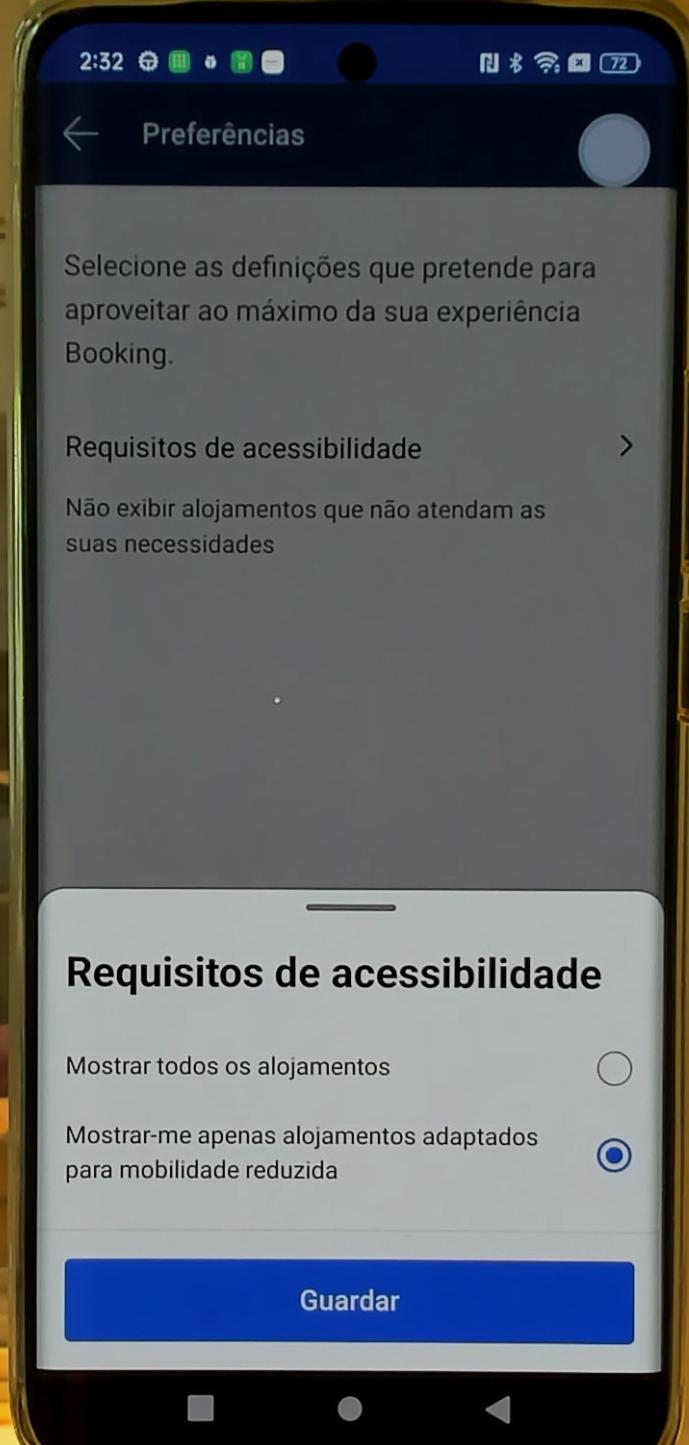 2:32
72
Preferências
Selecione as definições que pretende para
aproveitar ao máximo da sua experiência
Booking.
Requisitos de acessibilidade
Não exibir alojamentos que não atendam as
suas necessidades
Requisitos de acessibilidade
Mostrar todos os alojamentos
Mostrar-me apenas alojamentos adaptados
para mobilidade reduzida
Guardar